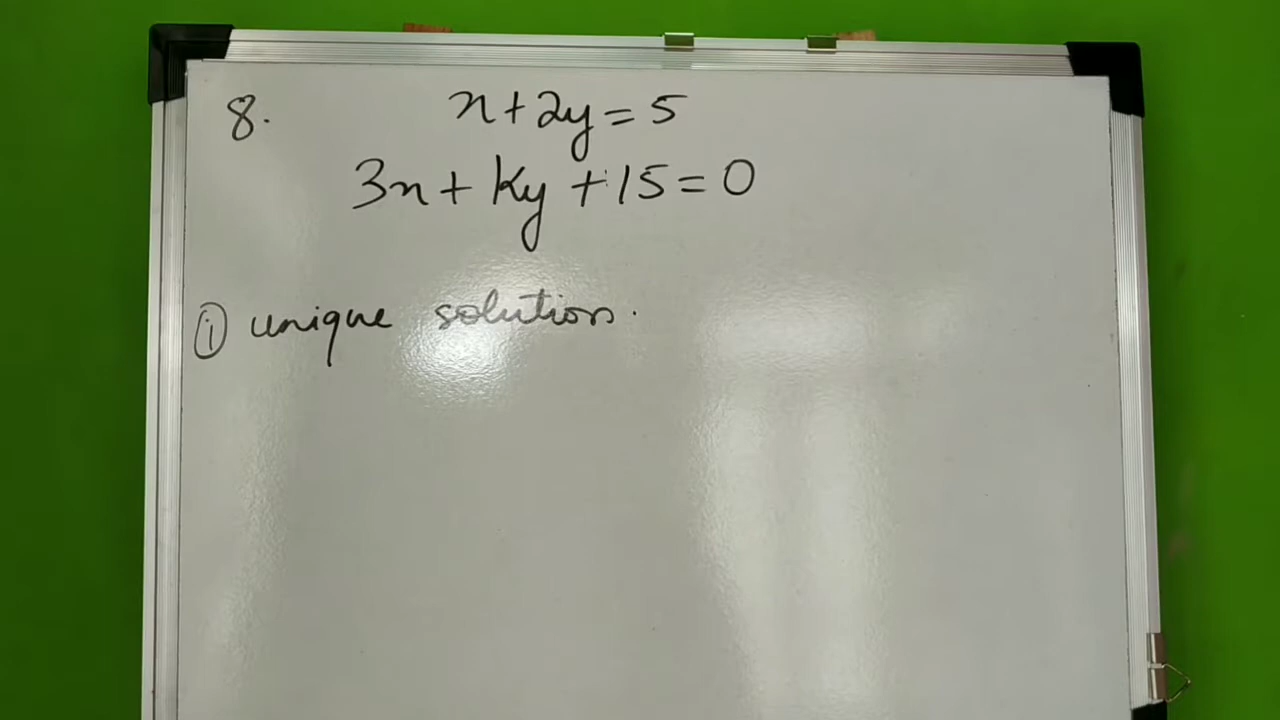 8. x+2y=5
3x+ky+15=0
(i) unique solution.